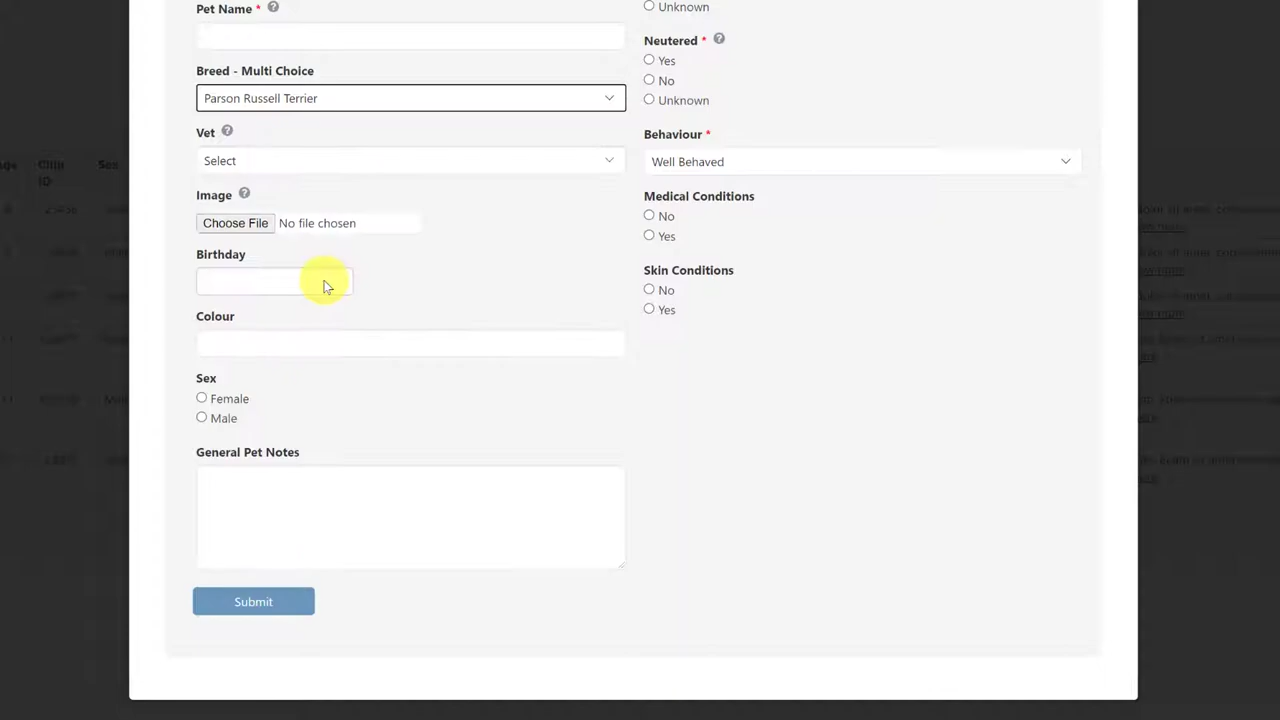 Pet Name * ?
Breed - Multi Choice
Parson Russell Terrier
Vet ?
Select
Image ?
Choose File No file chosen
Birthday
Colour
Sex
Female
Male
General Pet Notes
Submit
Unknown
Neutered * ?
Yes
No
Unknown
Behaviour *
Well Behaved
Medical Conditions
No
Yes
Skin Conditions
No
Yes
ID
Sex